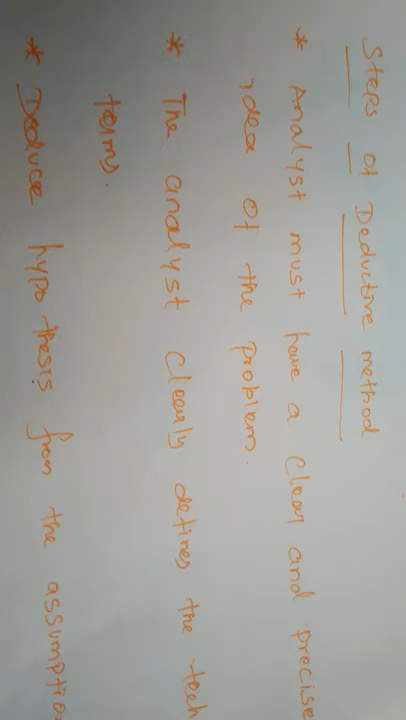 Steps of Deductive method
* Analyst must have a clear and precise
idea of the problem.
* The analyst clearly defines the tech
terms.
* Deduce hypothesis from the assumptio